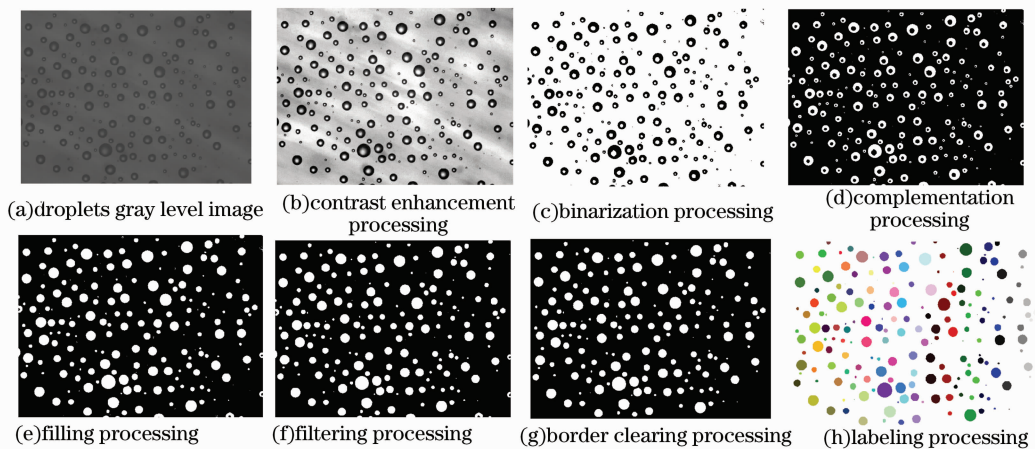 (a)droplets gray level image
(b)contrast enhancement
processing
(c)binarization processing
(d)complementation
processing
(e)filling processing
(f)filtering processing
(g)border clearing processing
(h)labeling processing